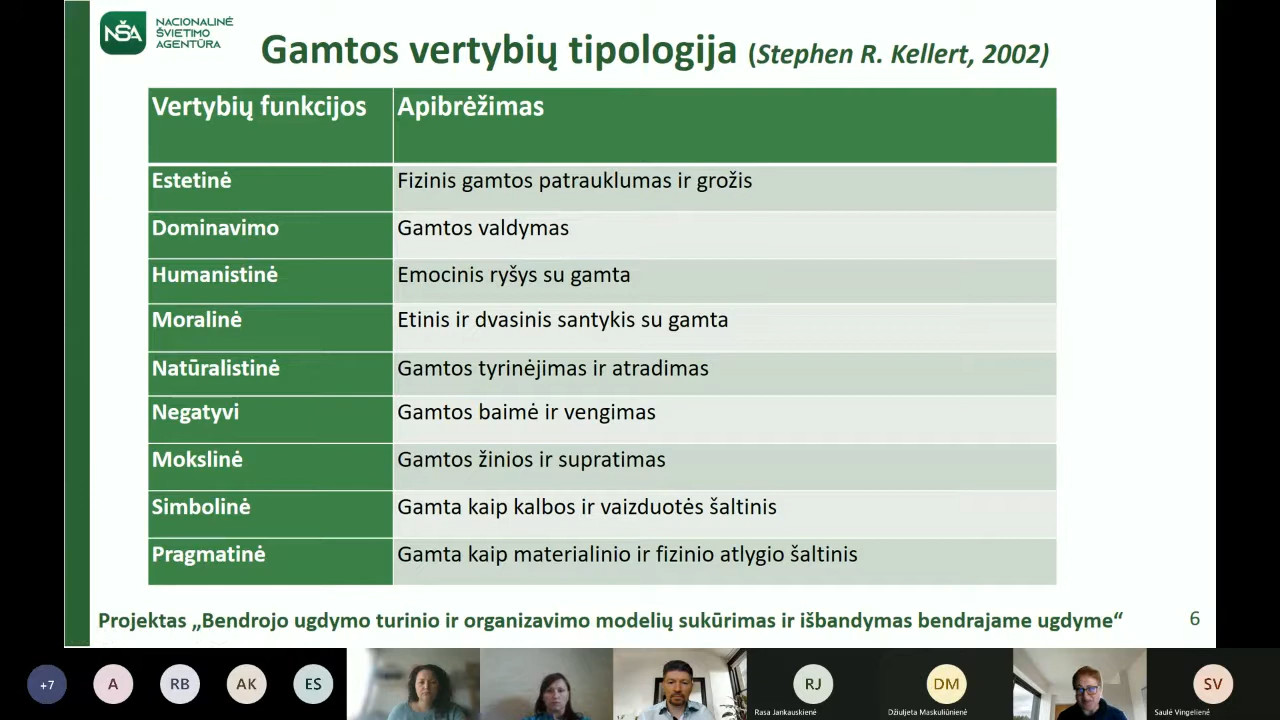 NŠA
NACIONALINĖ
ŠVIETIMO
AGENTŪRA
Gamtos vertybių tipologija (Stephen R. Kellert, 2002)
Vertybių funkcijos Apibrėžimas
Estetinė Fizinis gamtos patrauklumas ir grožis
Dominavimo Gamtos valdymas
Humanistinė Emocinis ryšys su gamta
Moralinė Etinis ir dvasinis santykis su gamta
Natūralistinė Gamtos tyrinėjimas ir atradimas
Negatyvi Gamtos baimė ir vengimas
Mokslinė Gamtos žinios ir supratimas
Simbolinė Gamta kaip kalbos ir vaizduotės šaltinis
Pragmatinė Gamta kaip materialinio ir fizinio atlygio šaltinis
Projektas „Bendrojo ugdymo turinio ir organizavimo modelių sukūrimas ir išbandymas bendrajame ugdyme“ 6
+7 A RB AK ES RJ DM SV
Rasa Jankauskienė Džiuljeta Maskuliūnienė Saulė Vingelienė